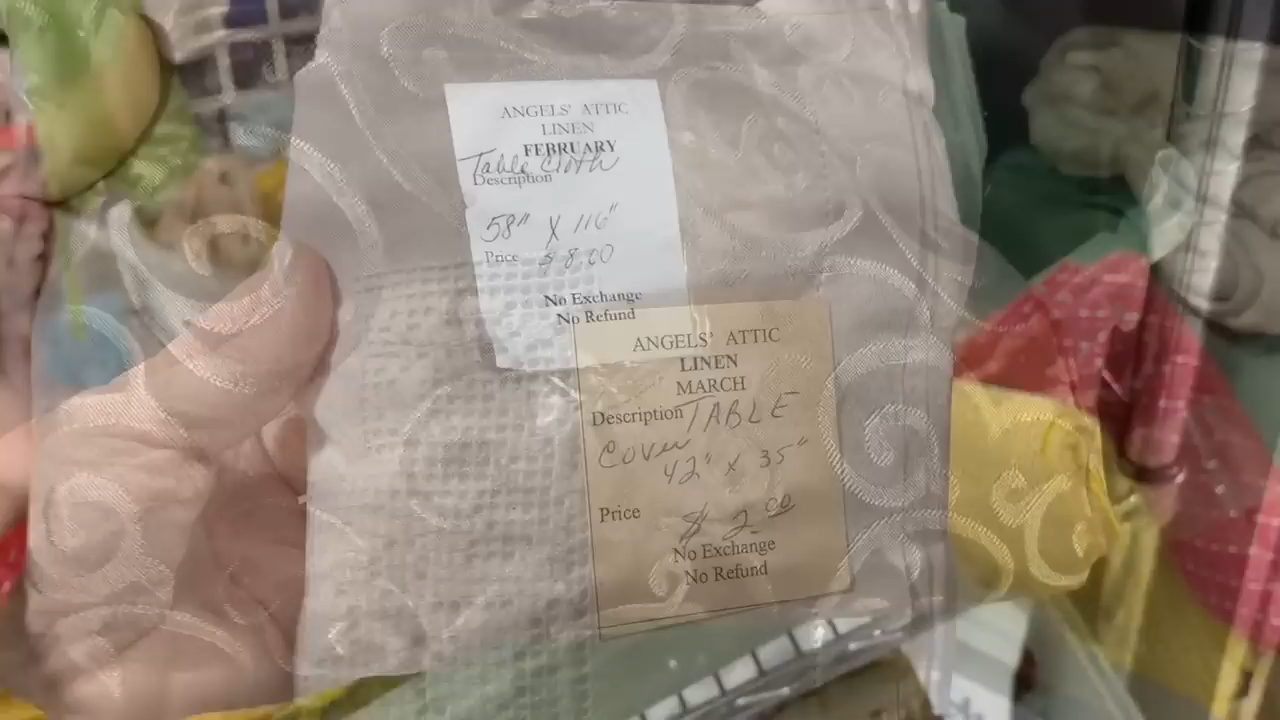 ANGELS' ATTIC
LINEN
FEBRUARY
Table Cloth
Description
58" X 116"
Price $8.00
No Exchange
No Refund
ANGELS' ATTIC
LINEN
MARCH
Description TABLE
Cover
42" x 35"
Price $ 2.00
No Exchange
No Refund